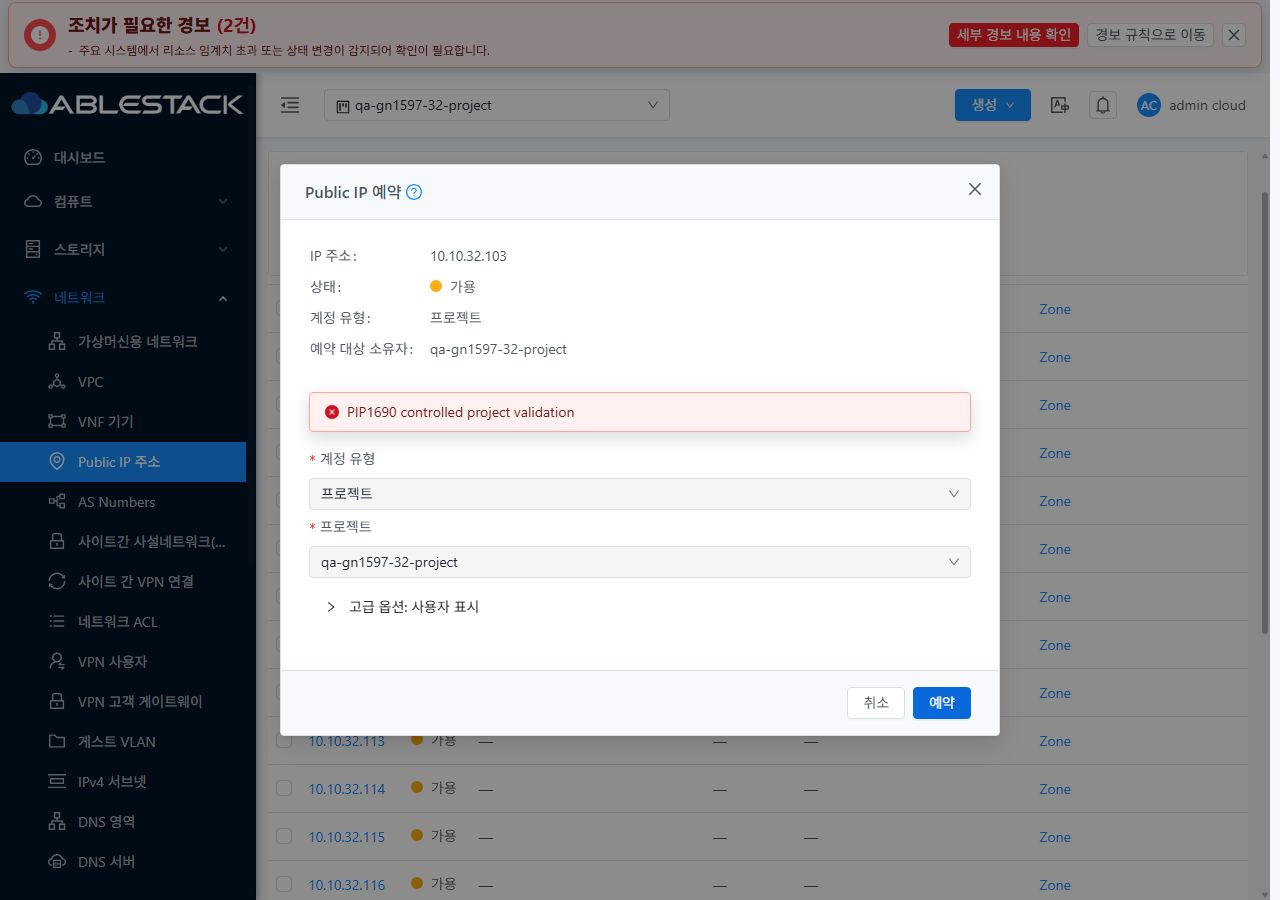 조치가 필요한 경보 (2건)
- 주요 시스템에서 리소스 임계치 초과 또는 상태 변경이 감지되어 확인이 필요합니다.
세부 경보 내용 확인
경보 규칙으로 이동
ABLESTACK
qa-gn1597-32-project
생성
AC admin cloud
대시보드
컴퓨트
스토리지
네트워크
가상머신용 네트워크
VPC
VNF 기기
Public IP 주소
AS Numbers
사이트간 사설네트워크(...
사이트 간 VPN 연결
네트워크 ACL
VPN 사용자
VPN 고객 게이트웨이
게스트 VLAN
IPv4 서브넷
DNS 영역
DNS 서버
Public IP 예약
IP 주소: 10.10.32.103
상태: 가용
계정 유형: 프로젝트
예약 대상 소유자: qa-gn1597-32-project
PIP1690 controlled project validation
* 계정 유형
프로젝트
* 프로젝트
qa-gn1597-32-project
고급 옵션: 사용자 표시
취소
예약
Zone
Zone
Zone
Zone
Zone
Zone
Zone
Zone
Zone
10.10.32.113 가용 — — — Zone
10.10.32.114 가용 — — — Zone
10.10.32.115 가용 — — — Zone
10.10.32.116 가용 — — — Zone